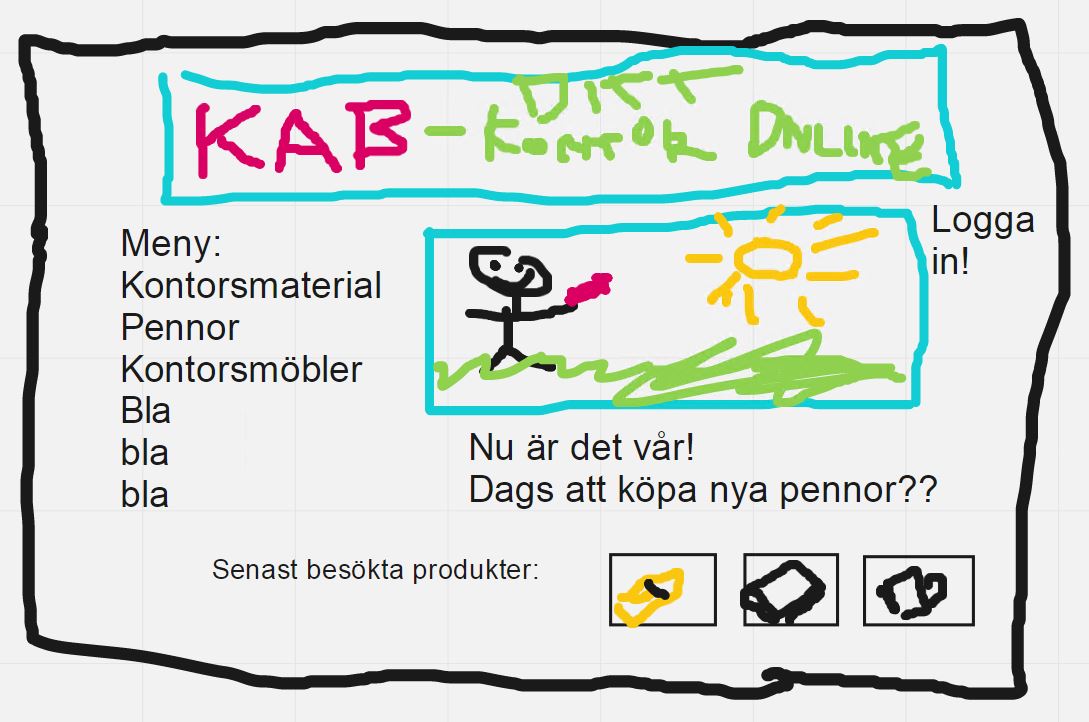 KAB - KONTOR ONLINE
DITT
Logga
in!
Meny:
Kontorsmaterial
Pennor
Kontorsmöbler
Bla
bla
bla
Nu är det vår!
Dags att köpa nya pennor??
Senast besökta produkter: